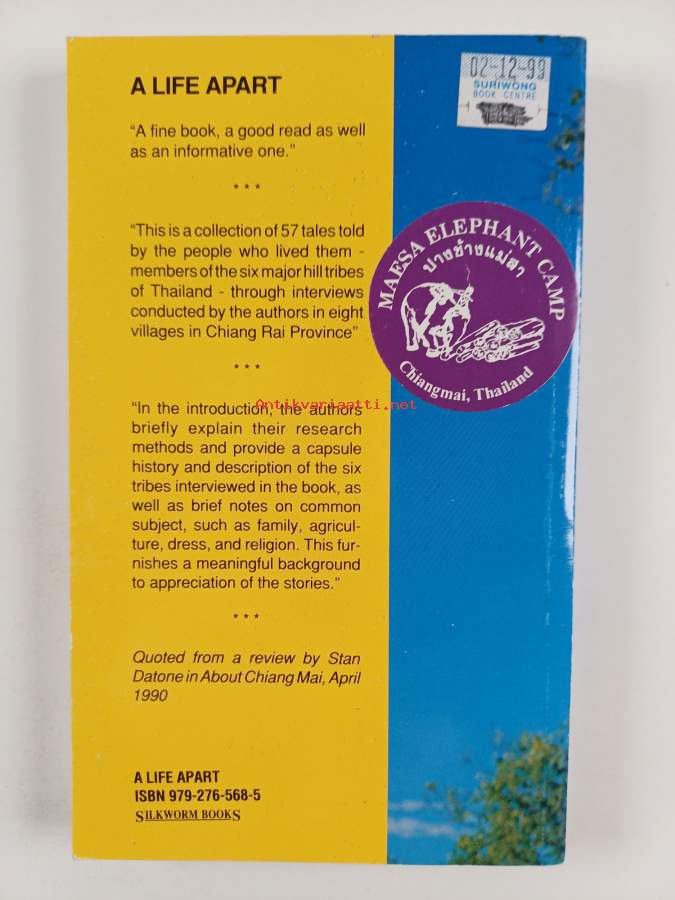 A LIFE APART
“A fine book, a good read as well
as an informative one.”
***
“This is a collection of 57 tales told
by the people who lived them -
members of the six major hill tribes
of Thailand - through interviews
conducted by the authors in eight
villages in Chiang Rai Province”
***
“In the introduction, the authors
briefly explain their research
methods and provide a capsule
history and description of the six
tribes interviewed in the book, as
well as brief notes on common
subject, such as family, agricul-
ture, dress, and religion. This fur-
nishes a meaningful background
to appreciation of the stories.”
***
Quoted from a review by Stan
Datone in About Chiang Mai, April
1990
A LIFE APART
ISBN 979-276-568-5
SILKWORM BOOKS
02-12-99
SURIWONG
BOOK CENTRE
MAESA ELEPHANT CAMP
ปางช้างแม่สา
Chiangmai, Thailand
Antikvariaatti.net